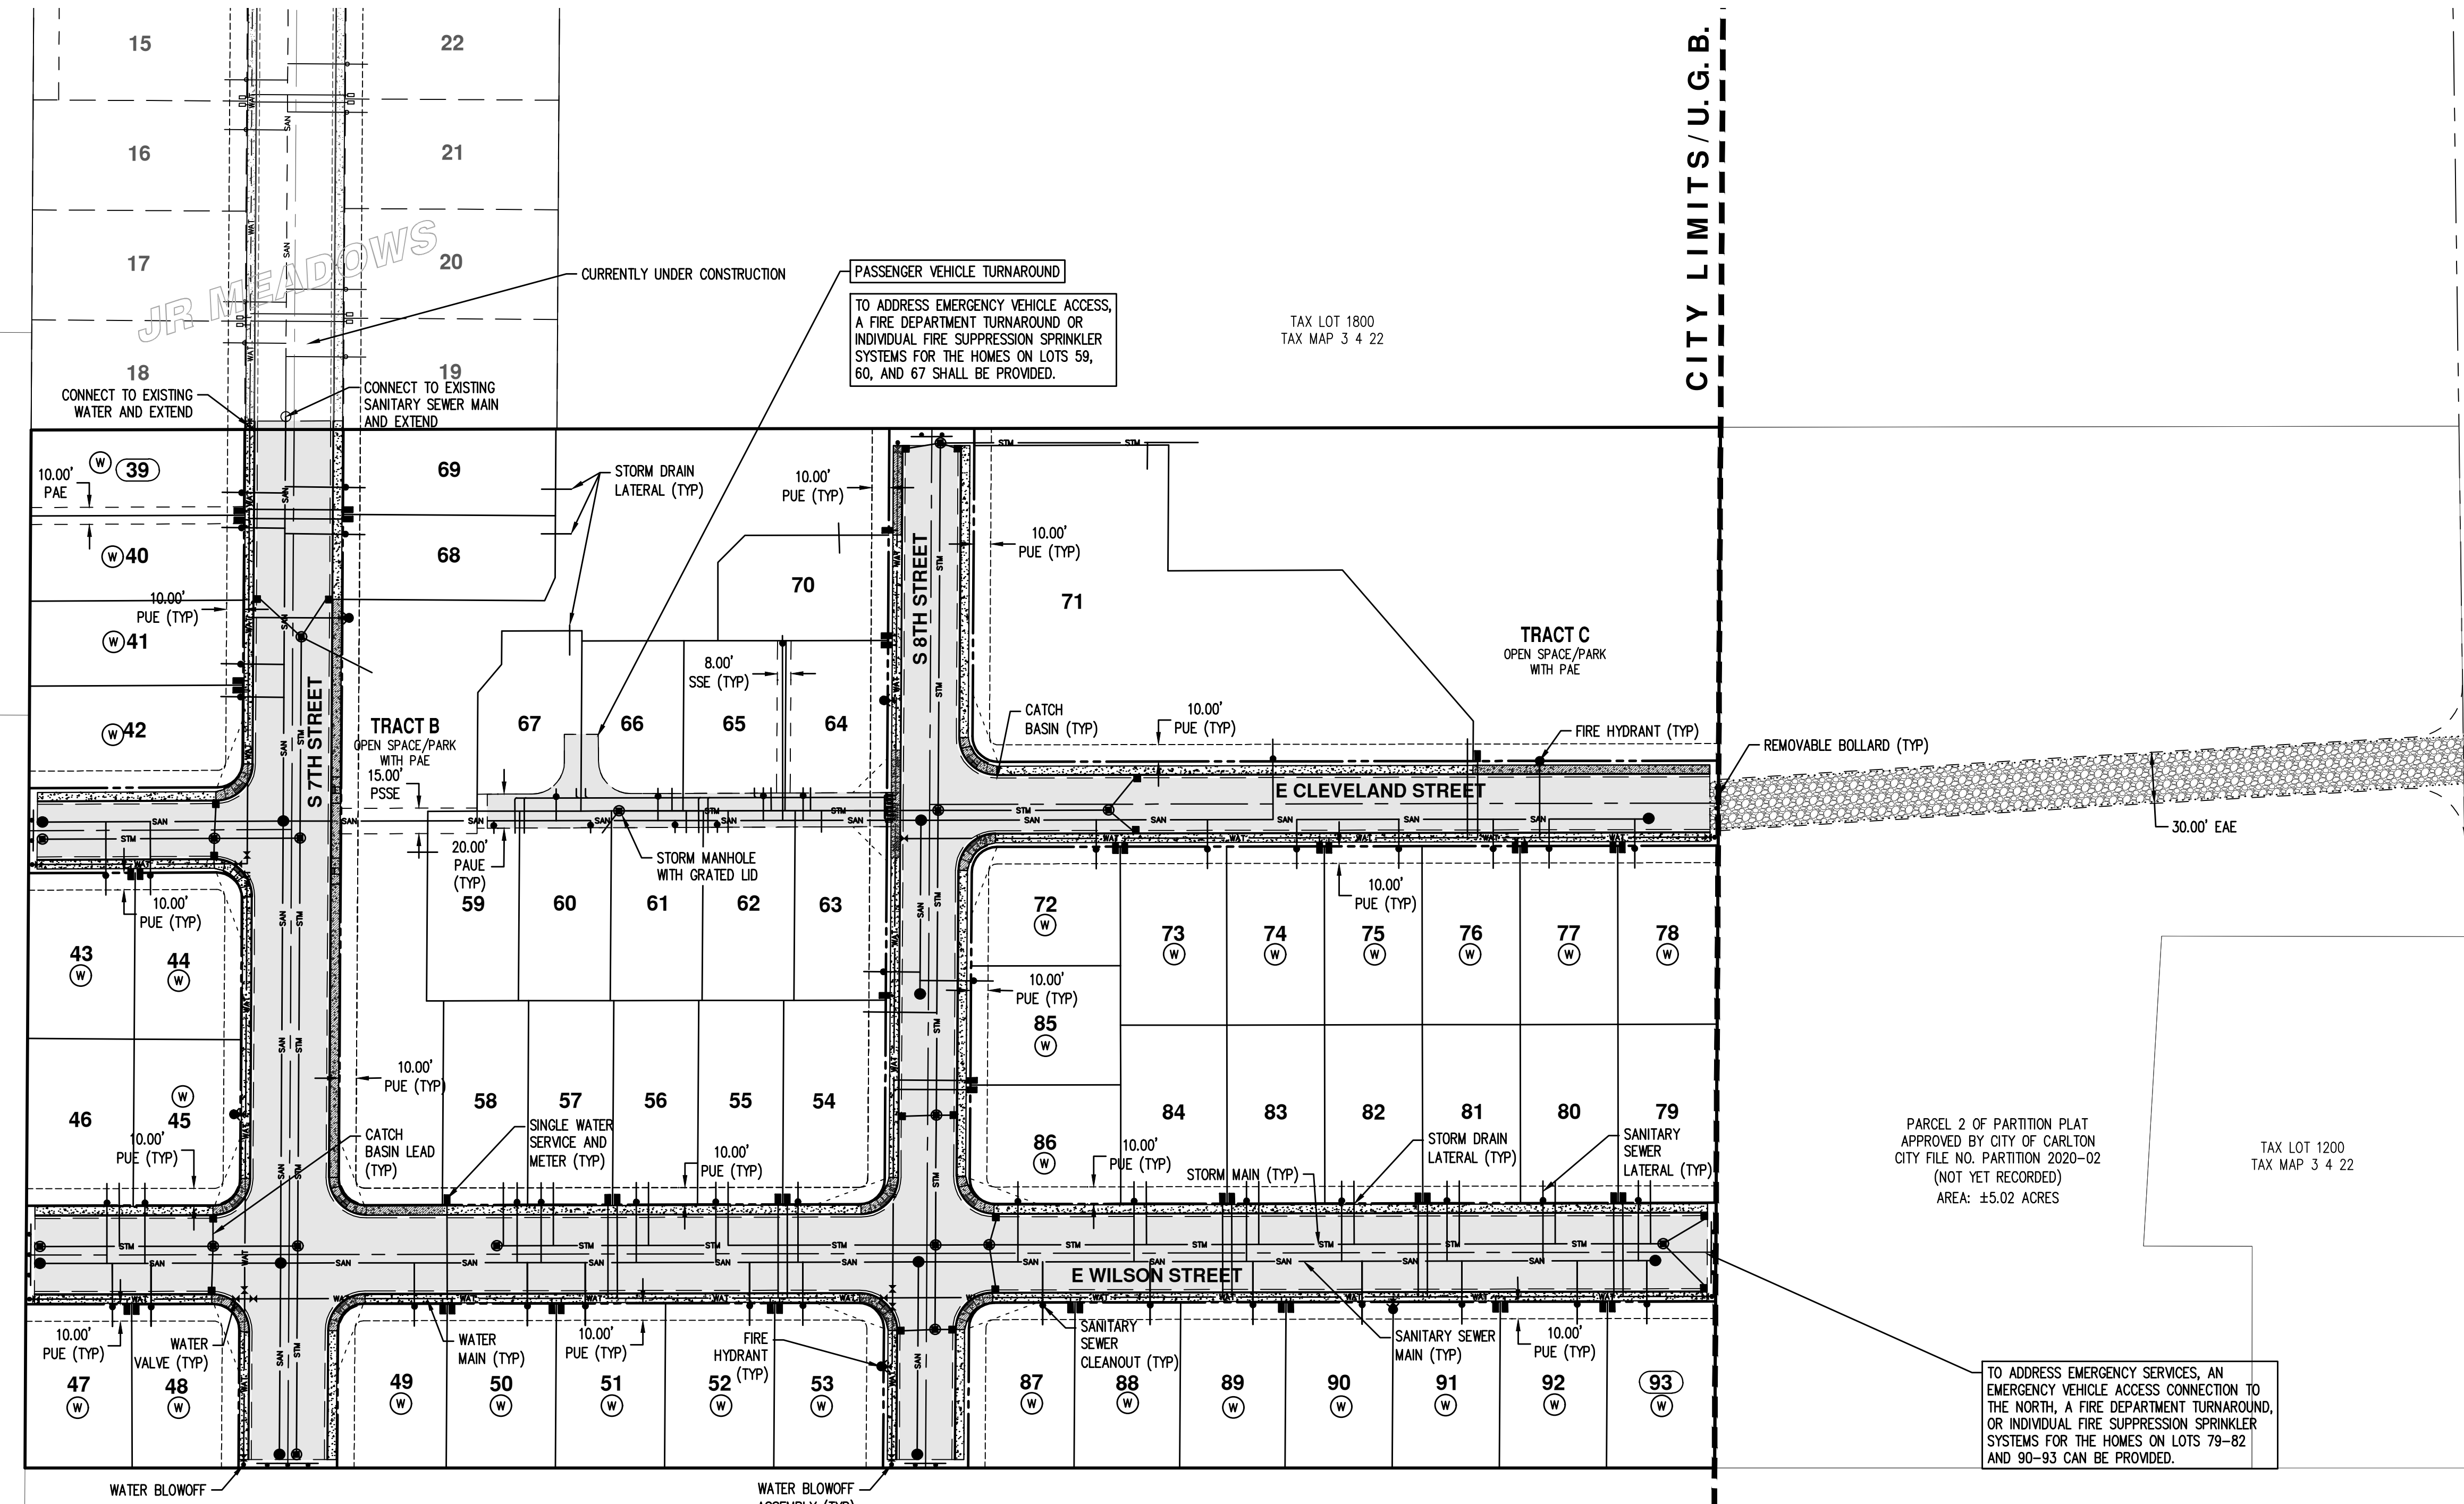 15
22
16
21
17
20
18
19
JR MEADOWS
CITY LIMITS/U.G.B.
CURRENTLY UNDER CONSTRUCTION
PASSENGER VEHICLE TURNAROUND
TO ADDRESS EMERGENCY VEHICLE ACCESS,
A FIRE DEPARTMENT TURNAROUND OR
INDIVIDUAL FIRE SUPPRESSION SPRINKLER
SYSTEMS FOR THE HOMES ON LOTS 59,
60, AND 67 SHALL BE PROVIDED.
TAX LOT 1800
TAX MAP 3 4 22
CONNECT TO EXISTING
WATER AND EXTEND
CONNECT TO EXISTING
SANITARY SEWER MAIN
AND EXTEND
10.00'
PAE
W 39
69
STORM DRAIN
LATERAL (TYP)
10.00'
PUE (TYP)
STM
STM
W 40
68
10.00'
PUE (TYP)
70
S 8TH STREET
71
10.00'
PUE (TYP)
W 41
W 42
S 7TH STREET
TRACT B
OPEN SPACE/PARK
WITH PAE
15.00'
PSSE
8.00'
SSE (TYP)
67
66
65
64
CATCH
BASIN (TYP)
10.00'
PUE (TYP)
TRACT C
OPEN SPACE/PARK
WITH PAE
FIRE HYDRANT (TYP)
REMOVABLE BOLLARD (TYP)
E CLEVELAND STREET
30.00' EAE
SAN
STM
WAT
20.00'
PAUE
(TYP)
STORM MANHOLE
WITH GRATED LID
10.00'
PUE (TYP)
10.00'
PUE (TYP)
59
60
61
62
63
43
W
44
W
72
W
73
W
74
W
75
W
76
W
77
W
78
W
10.00'
PUE (TYP)
85
W
10.00'
PUE (TYP)
46
W
45
10.00'
PUE (TYP)
58
57
56
55
54
CATCH
BASIN LEAD
(TYP)
SINGLE WATER
SERVICE AND
METER (TYP)
10.00'
PUE (TYP)
86
W
84
83
82
81
80
79
10.00'
PUE (TYP)
STORM MAIN (TYP)
STORM DRAIN
LATERAL (TYP)
SANITARY
SEWER
LATERAL (TYP)
PARCEL 2 OF PARTITION PLAT
APPROVED BY CITY OF CARLTON
CITY FILE NO. PARTITION 2020-02
(NOT YET RECORDED)
AREA: ±5.02 ACRES
TAX LOT 1200
TAX MAP 3 4 22
STM
SAN
WAT
E WILSON STREET
10.00'
PUE (TYP)
WATER
VALVE (TYP)
WATER
MAIN (TYP)
10.00'
PUE (TYP)
FIRE
HYDRANT
(TYP)
SANITARY
SEWER
CLEANOUT (TYP)
SANITARY SEWER
MAIN (TYP)
10.00'
PUE (TYP)
47
W
48
W
49
W
50
W
51
W
52
W
53
W
87
W
88
W
89
W
90
W
91
W
92
W
93
W
TO ADDRESS EMERGENCY SERVICES, AN
EMERGENCY VEHICLE ACCESS CONNECTION TO
THE NORTH, A FIRE DEPARTMENT TURNAROUND,
OR INDIVIDUAL FIRE SUPPRESSION SPRINKLER
SYSTEMS FOR THE HOMES ON LOTS 79-82
AND 90-93 CAN BE PROVIDED.
WATER BLOWOFF
WATER BLOWOFF
ASSEMBLY (TYP)